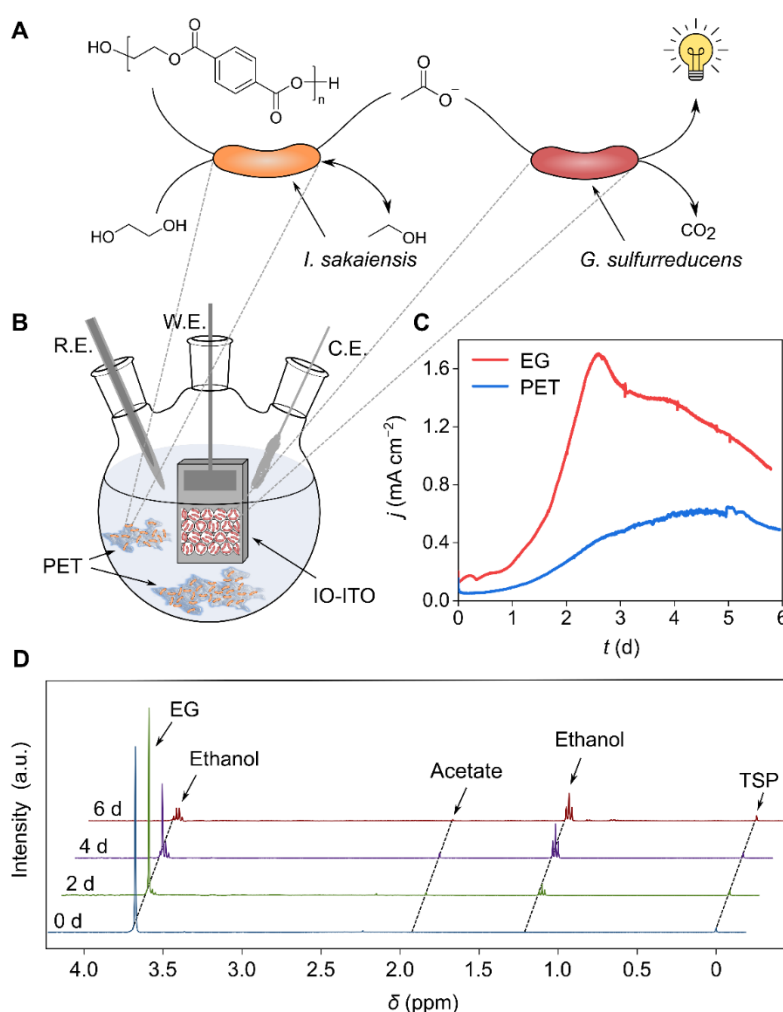 A
HO
O
O
O
O
H
n
O
O
O⁻
HO
OH
OH
CO2
I. sakaiensis
G. sulfurreducens
B
W.E.
R.E.
C.E.
PET
IO-ITO
C
EG
PET
j (mA cm⁻²)
1.6
1.2
0.8
0.4
0.0
0 1 2 3 4 5 6
t (d)
D
Intensity (a.u.)
EG
Ethanol
Acetate
Ethanol
TSP
6 d
4 d
2 d
0 d
4.0 3.5 3.0 2.5 2.0 1.5 1.0 0.5 0
δ (ppm)